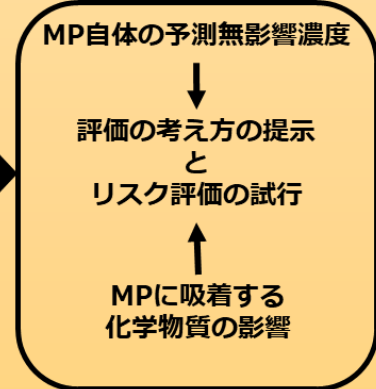 MP自体の予測無影響濃度
評価の考え方の提示
と
リスク評価の試行
MPに吸着する
化学物質の影響